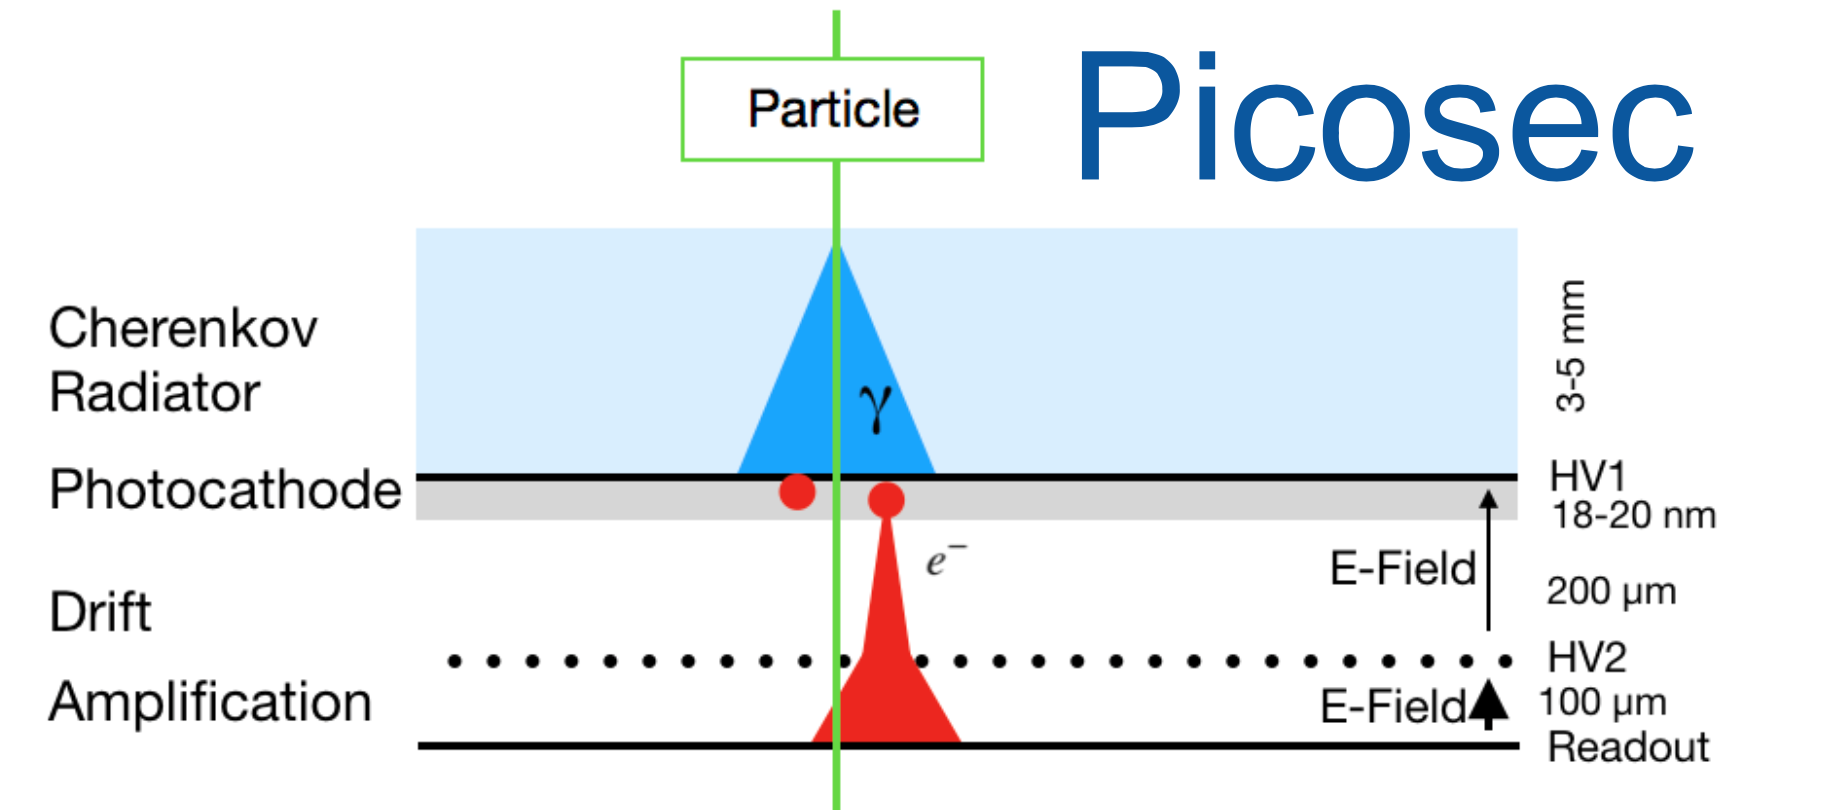 Particle
Picosec
Cherenkov
Radiator
γ
3-5 mm
Photocathode
HV1
18-20 nm
e⁻
E-Field
200 µm
Drift
HV2
Amplification
E-Field
100 µm
Readout